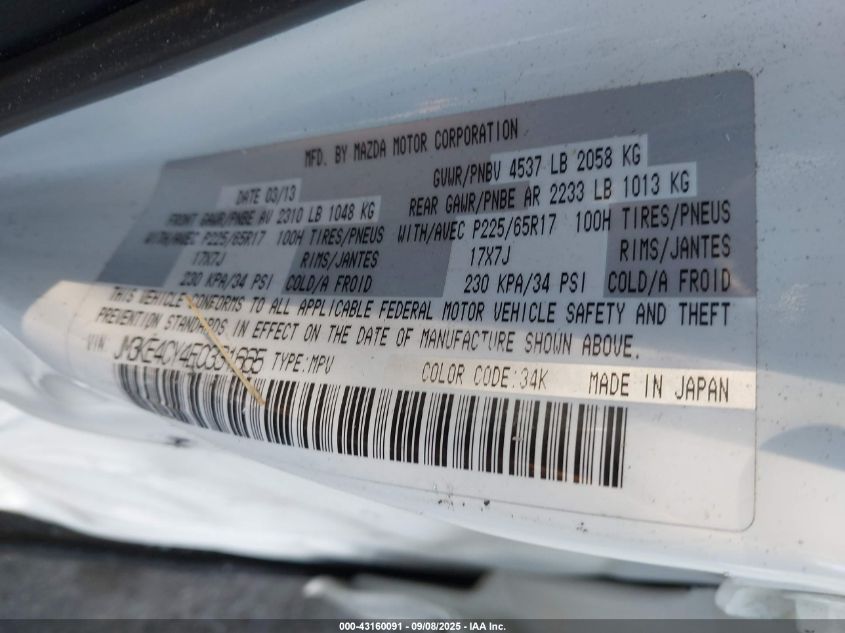 MFD. BY MAZDA MOTOR CORPORATION
DATE 03/13 GVWR/PNBV 4537 LB 2058 KG
FRONT GAWR/PNBE AV 2310 LB 1048 KG REAR GAWR/PNBE AR 2233 LB 1013 KG
WITH/AVEC P225/65R17 100H TIRES/PNEUS WITH/AVEC P225/65R17 100H TIRES/PNEUS
17X7J RIMS/JANTES 17X7J RIMS/JANTES
230 KPA/34 PSI COLD/A FROID 230 KPA/34 PSI COLD/A FROID
THIS VEHICLE CONFORMS TO ALL APPLICABLE FEDERAL MOTOR VEHICLE SAFETY AND THEFT
PREVENTION STANDARDS IN EFFECT ON THE DATE OF MANUFACTURE SHOWN ABOVE.
VIN: TYPE:MPV COLOR CODE:34K MADE IN JAPAN
000-43160091 - 09/08/2025 - IAA Inc.